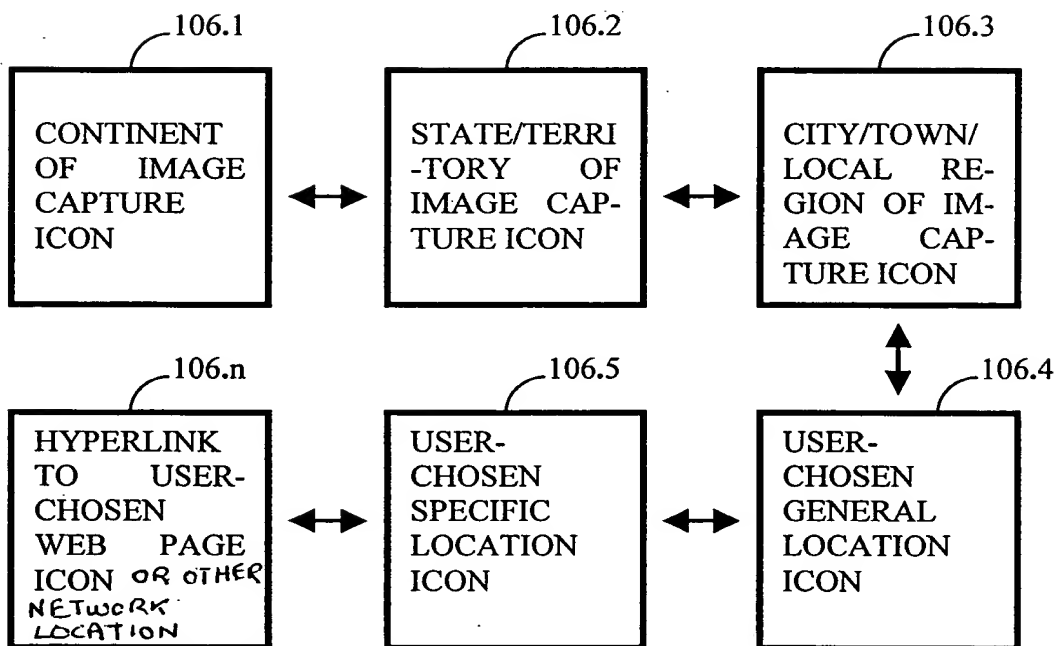 106.1
106.2
106.3
CONTINENT
OF IMAGE
CAPTURE
ICON
STATE/TERRI
-TORY OF
IMAGE CAP-
TURE ICON
CITY/TOWN/
LOCAL RE-
GION OF IM-
AGE CAP-
TURE ICON
106.n
106.5
106.4
HYPERLINK
TO USER-
CHOSEN
WEB PAGE
ICON OR OTHER
NETWORK
LOCATION
USER-
CHOSEN
SPECIFIC
LOCATION
ICON
USER-
CHOSEN
GENERAL
LOCATION
ICON